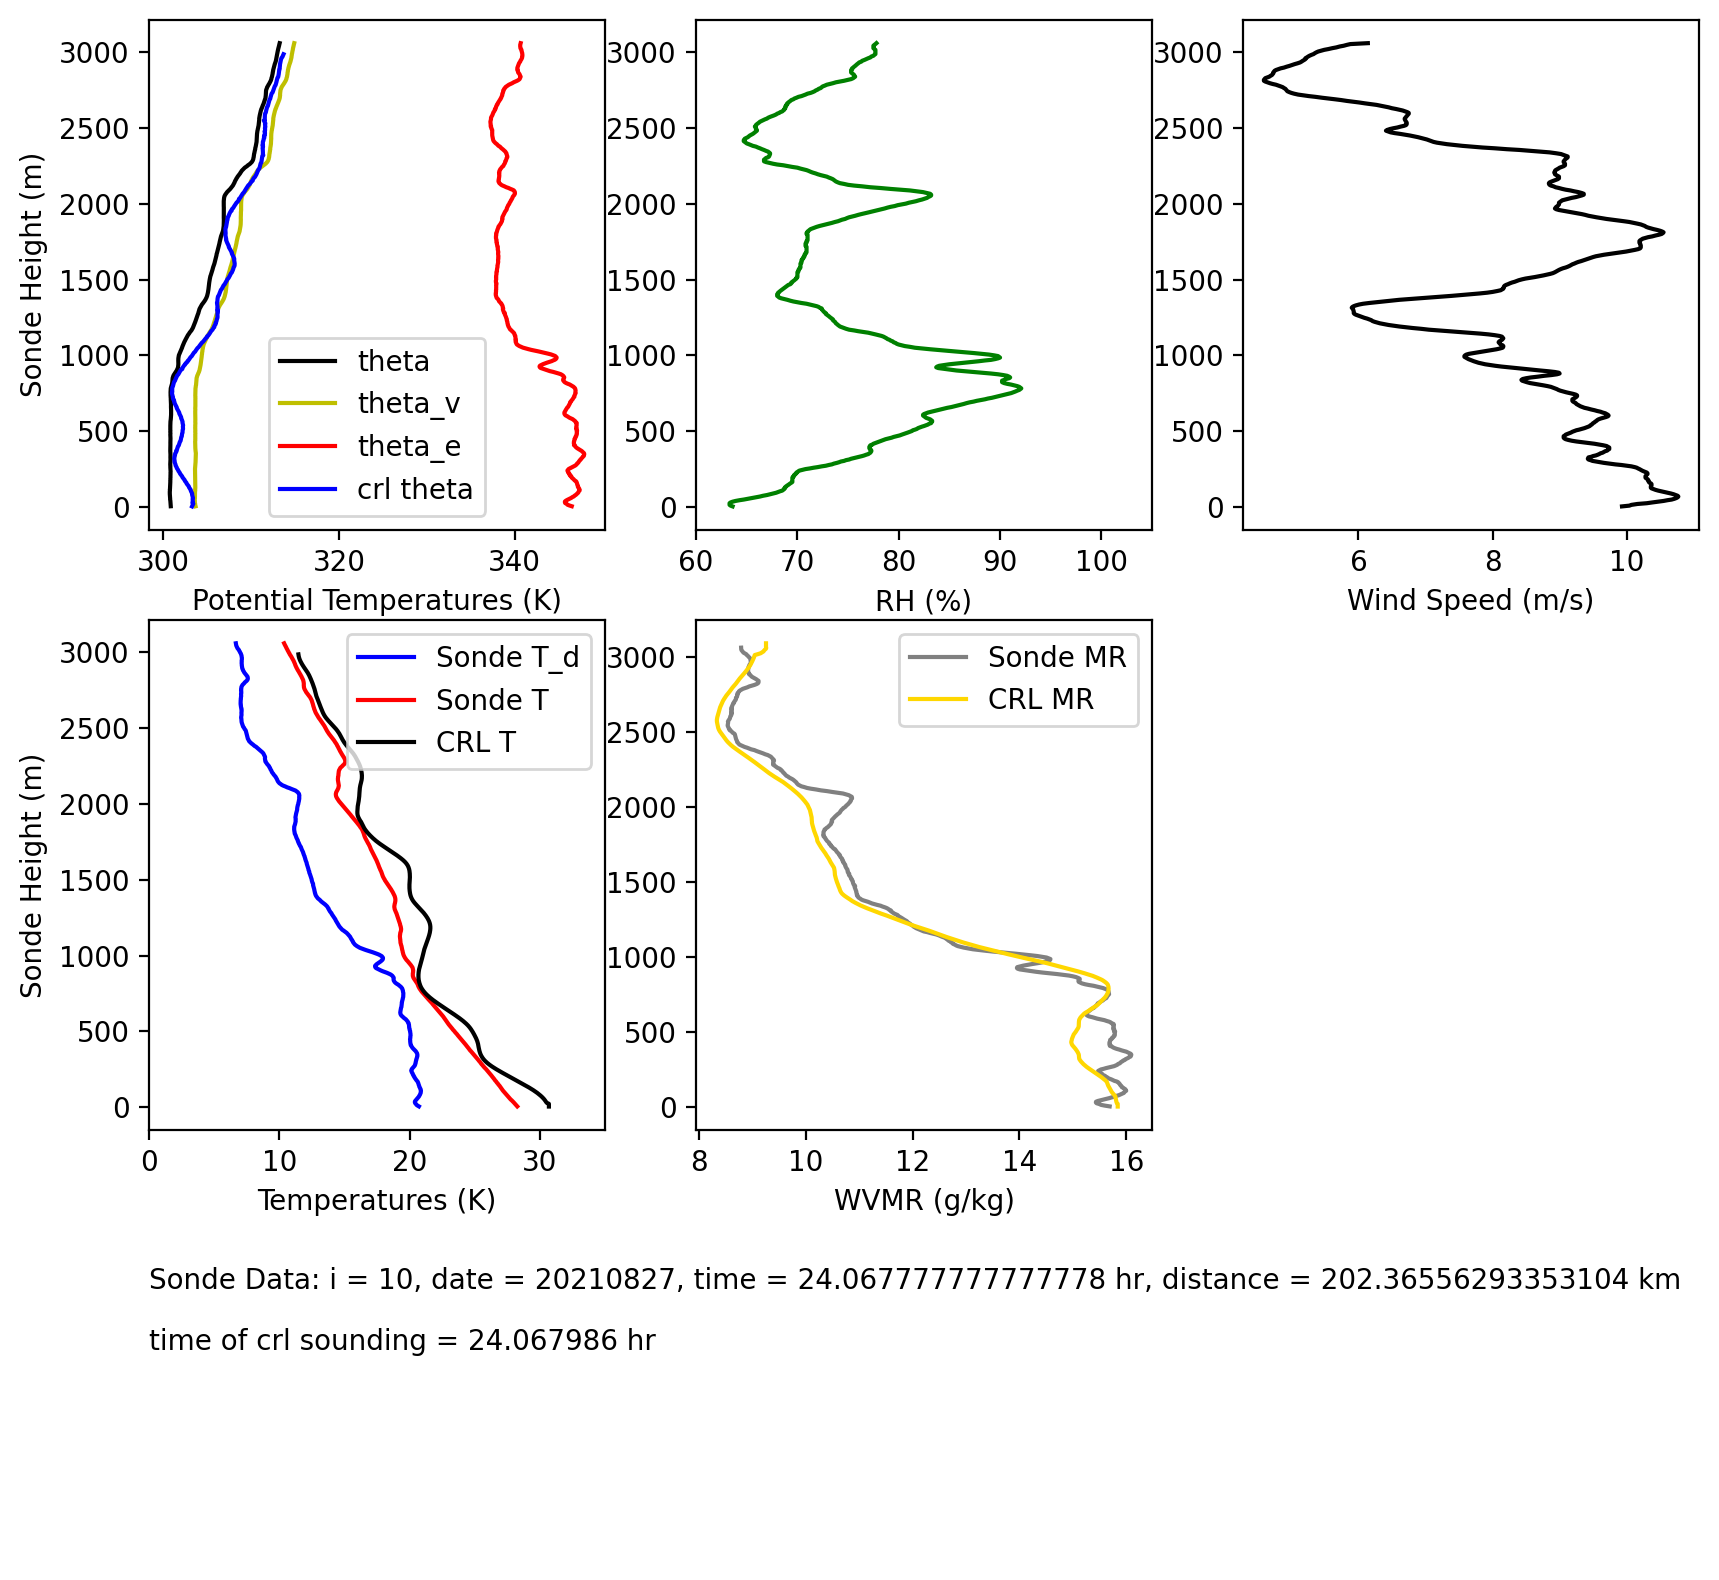 3000
2500
2000
1500
1000
500
0
Sonde Height (m)
theta
theta_v
theta_e
crl theta
300 320 340
Potential Temperatures (K)
3000
2500
2000
1500
1000
500
0
60 70 80 90 100
RH (%)
3000
2500
2000
1500
1000
500
0
6 8 10
Wind Speed (m/s)
3000
2500
2000
1500
1000
500
0
Sonde Height (m)
Sonde T_d
Sonde T
CRL T
0 10 20 30
Temperatures (K)
3000
2500
2000
1500
1000
500
0
Sonde MR
CRL MR
8 10 12 14 16
WVMR (g/kg)
Sonde Data: i = 10, date = 20210827, time = 24.067777777777778 hr, distance = 202.36556293353104 km
time of crl sounding = 24.067986 hr